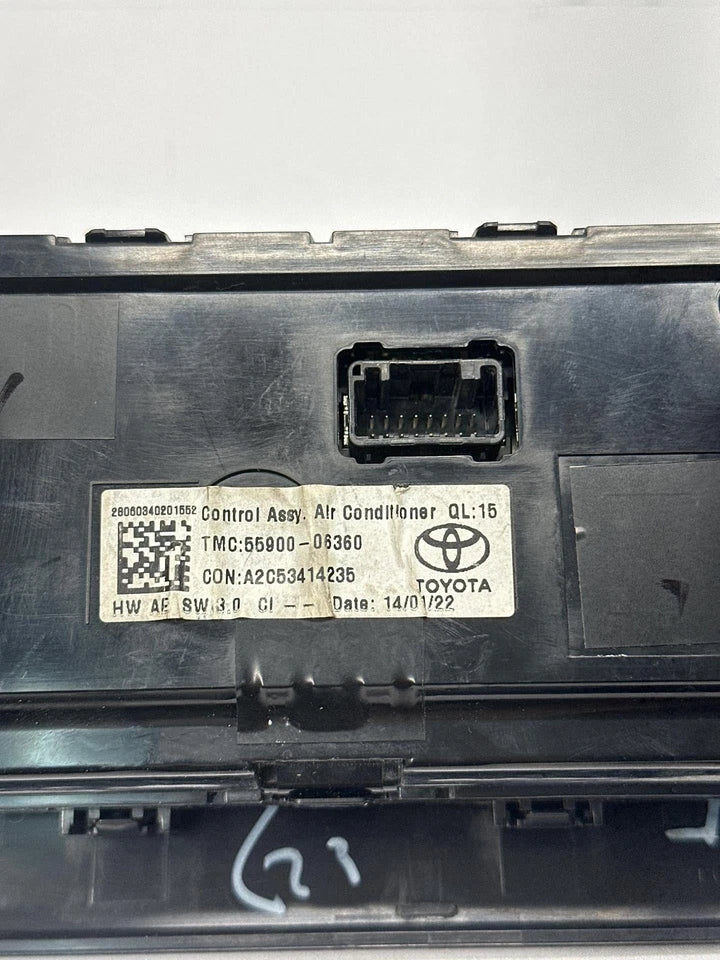 28060340201552 Control Assy. Air Conditioner QL:15
TMC:55900-06360
CON:A2C53414235
TOYOTA
HW AE SW 3.0 CI -- Date: 14/01/22